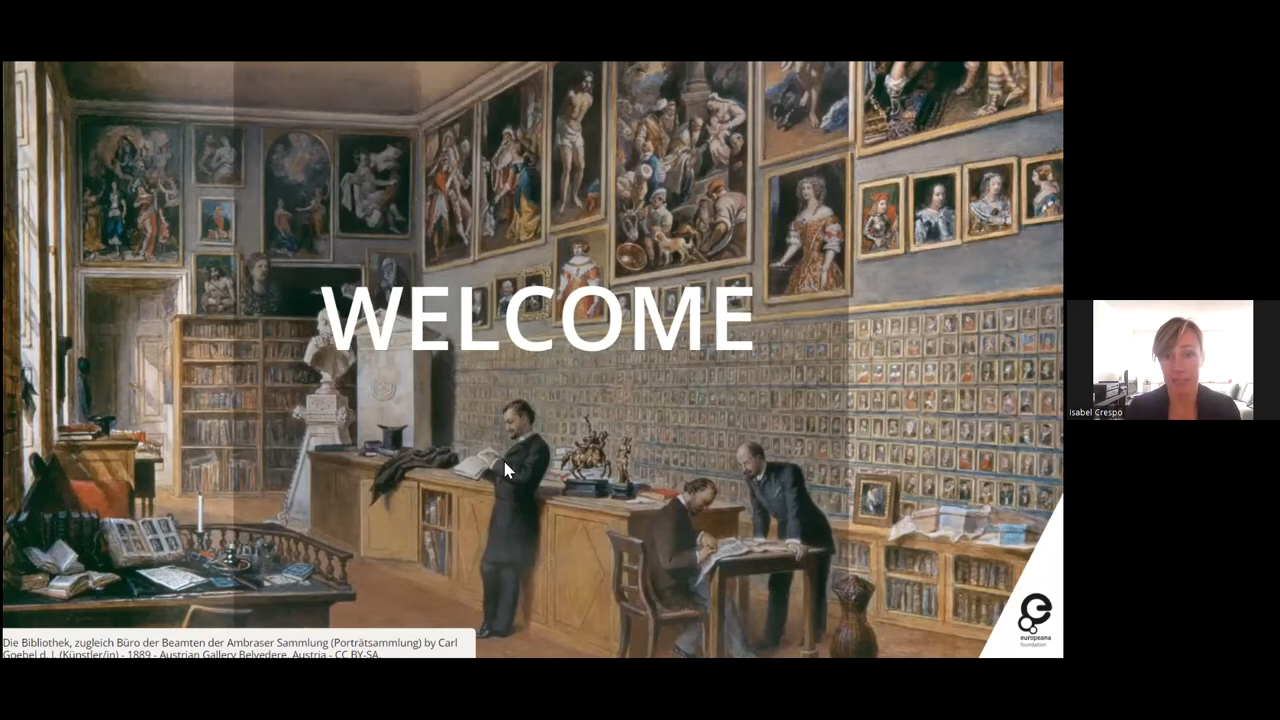 WELCOME
Isabel Crespo
Die Bibliothek, zugleich Büro der Beamten der Ambraser Sammlung (Porträtsammlung) by Carl
Goebel d. J. (Künstler/in) - 1889 - Austrian Gallery Belvedere, Austria - CC BY-SA.
europeana
foundation